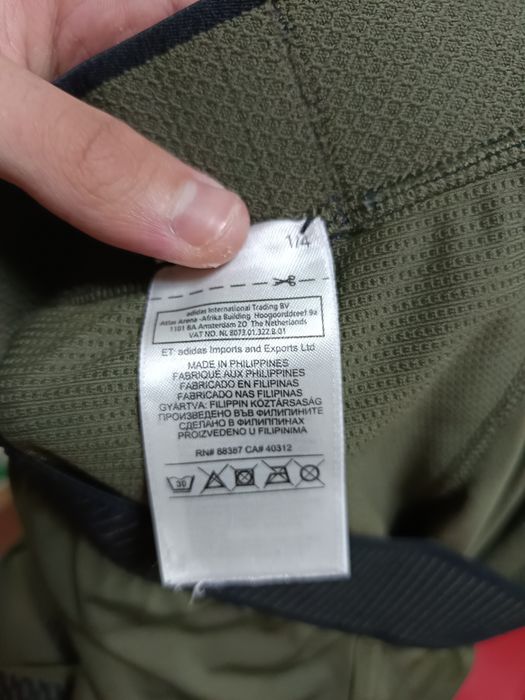 1/4
adidas International Trading BV
Atlas Arena -Afrika Building Hoogoorddreef 9a
1101 BA Amsterdam ZO The Netherlands
VAT NO. NL 8073.01.322.B.01
ET: adidas Imports and Exports Ltd
MADE IN PHILIPPINES
FABRIQUÉ AUX PHILIPPINES
FABRICADO EN FILIPINAS
FABRICADO NAS FILIPINAS
GYÁRTVA: FILIPPIN KÖZTÁRSASÁG
ПРОИЗВЕДЕНО ВЪВ ФИЛИПИНИТЕ
СДЕЛАНО В ФИЛИППИНАХ
PROIZVEDENO U FILIPINIMA
RN# 88387 CA# 40312
30